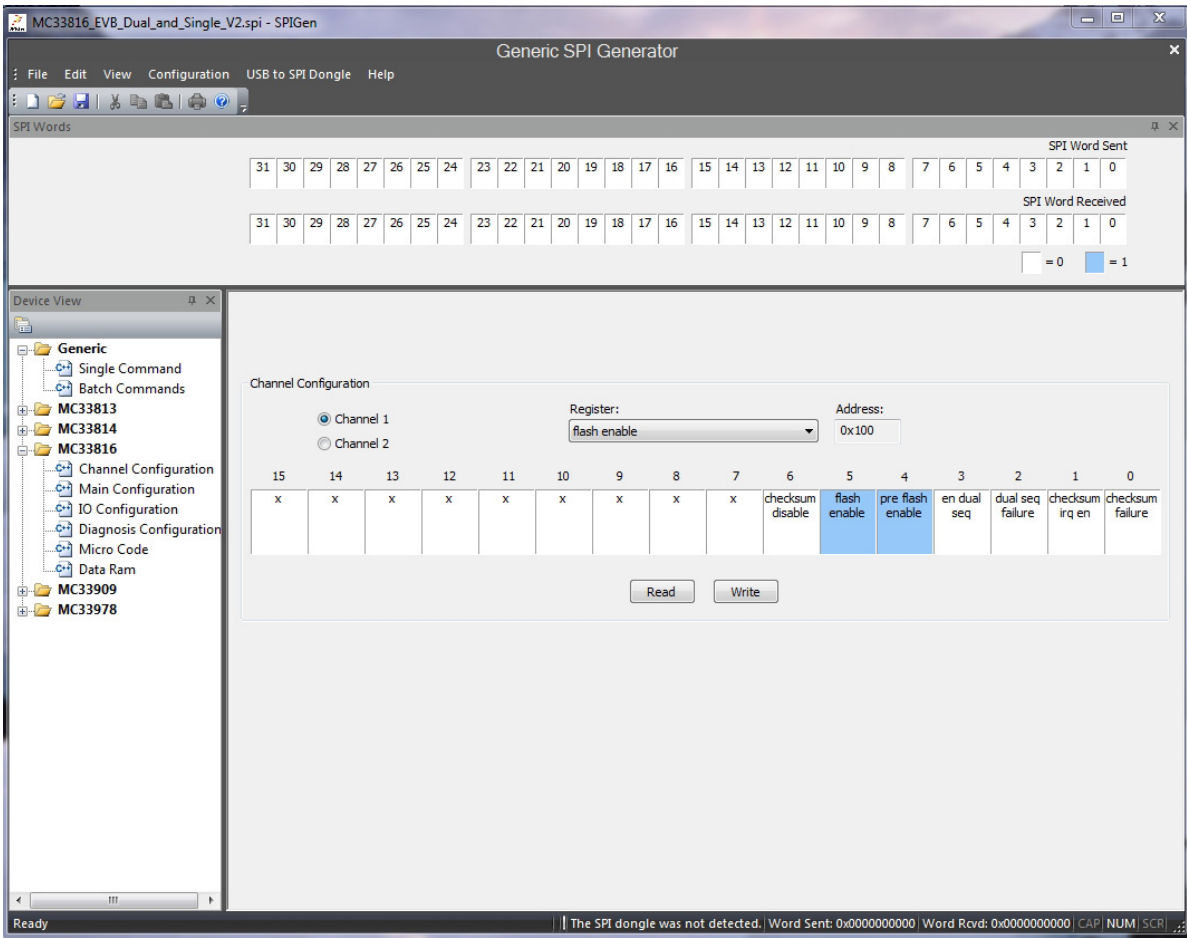 MC33816_EVB_Dual_and_Single_V2.spi - SPIGen
Generic SPI Generator
File Edit View Configuration USB to SPI Dongle Help
SPI Words
SPI Word Sent
31 30 29 28 27 26 25 24 23 22 21 20 19 18 17 16 15 14 13 12 11 10 9 8 7 6 5 4 3 2 1 0
SPI Word Received
31 30 29 28 27 26 25 24 23 22 21 20 19 18 17 16 15 14 13 12 11 10 9 8 7 6 5 4 3 2 1 0
= 0 = 1
Device View
Generic
Single Command
Batch Commands
MC33813
MC33814
MC33816
Channel Configuration
Main Configuration
IO Configuration
Diagnosis Configuration
Micro Code
Data Ram
MC33909
MC33978
Channel Configuration
Channel 1
Channel 2
Register:
flash enable
Address:
0x100
15 14 13 12 11 10 9 8 7 6 5 4 3 2 1 0
x x x x x x x x x checksum flash pre flash en dual dual seq checksum checksum
disable enable enable seq failure irq en failure
Read Write
Ready
The SPI dongle was not detected. Word Sent: 0x0000000000 Word Rcvd: 0x0000000000 CAP NUM SCRL